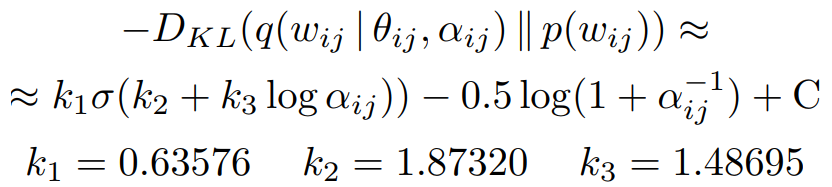 −D_{KL}(q(w_{ij} | θ_{ij}, α_{ij}) ∥ p(w_{ij})) ≈
≈ k_1σ(k_2 + k_3 log α_{ij})) − 0.5 log(1 + α_{ij}^{−1}) + C
k_1 = 0.63576 k_2 = 1.87320 k_3 = 1.48695